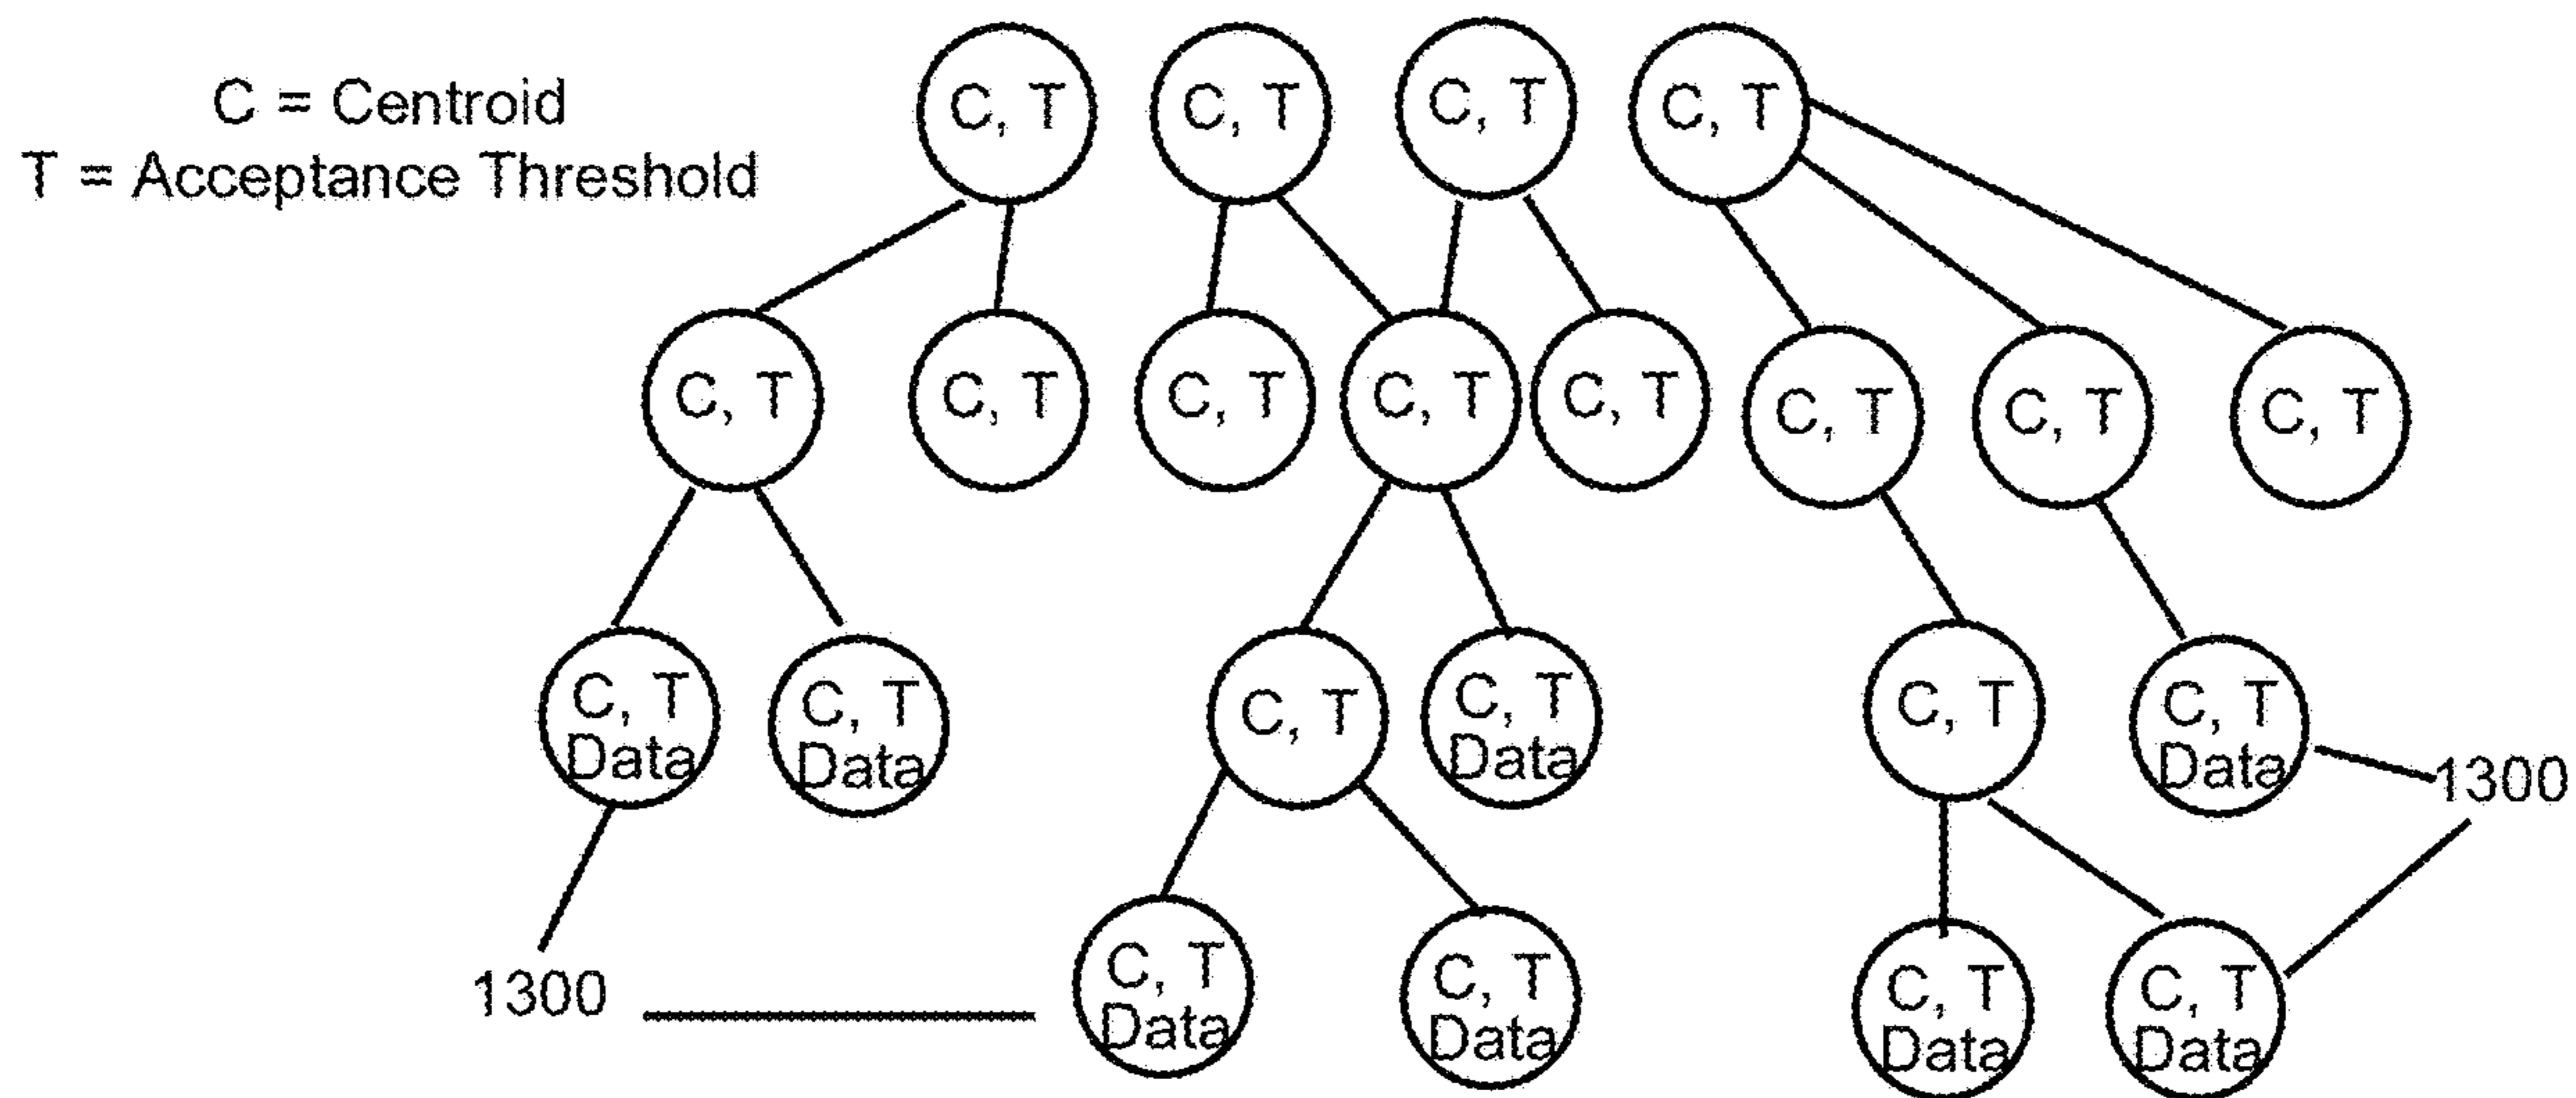 C = Centroid
T = Acceptance Threshold
C, T
C, T
C, T
C, T
C, T
C, T
C, T
C, T
C, T
C, T
C, T
C, T
C, T
Data
C, T
Data
C, T
C, T
Data
C, T
C, T
Data
1300
1300
C, T
Data
C, T
Data
C, T
Data
C, T
Data